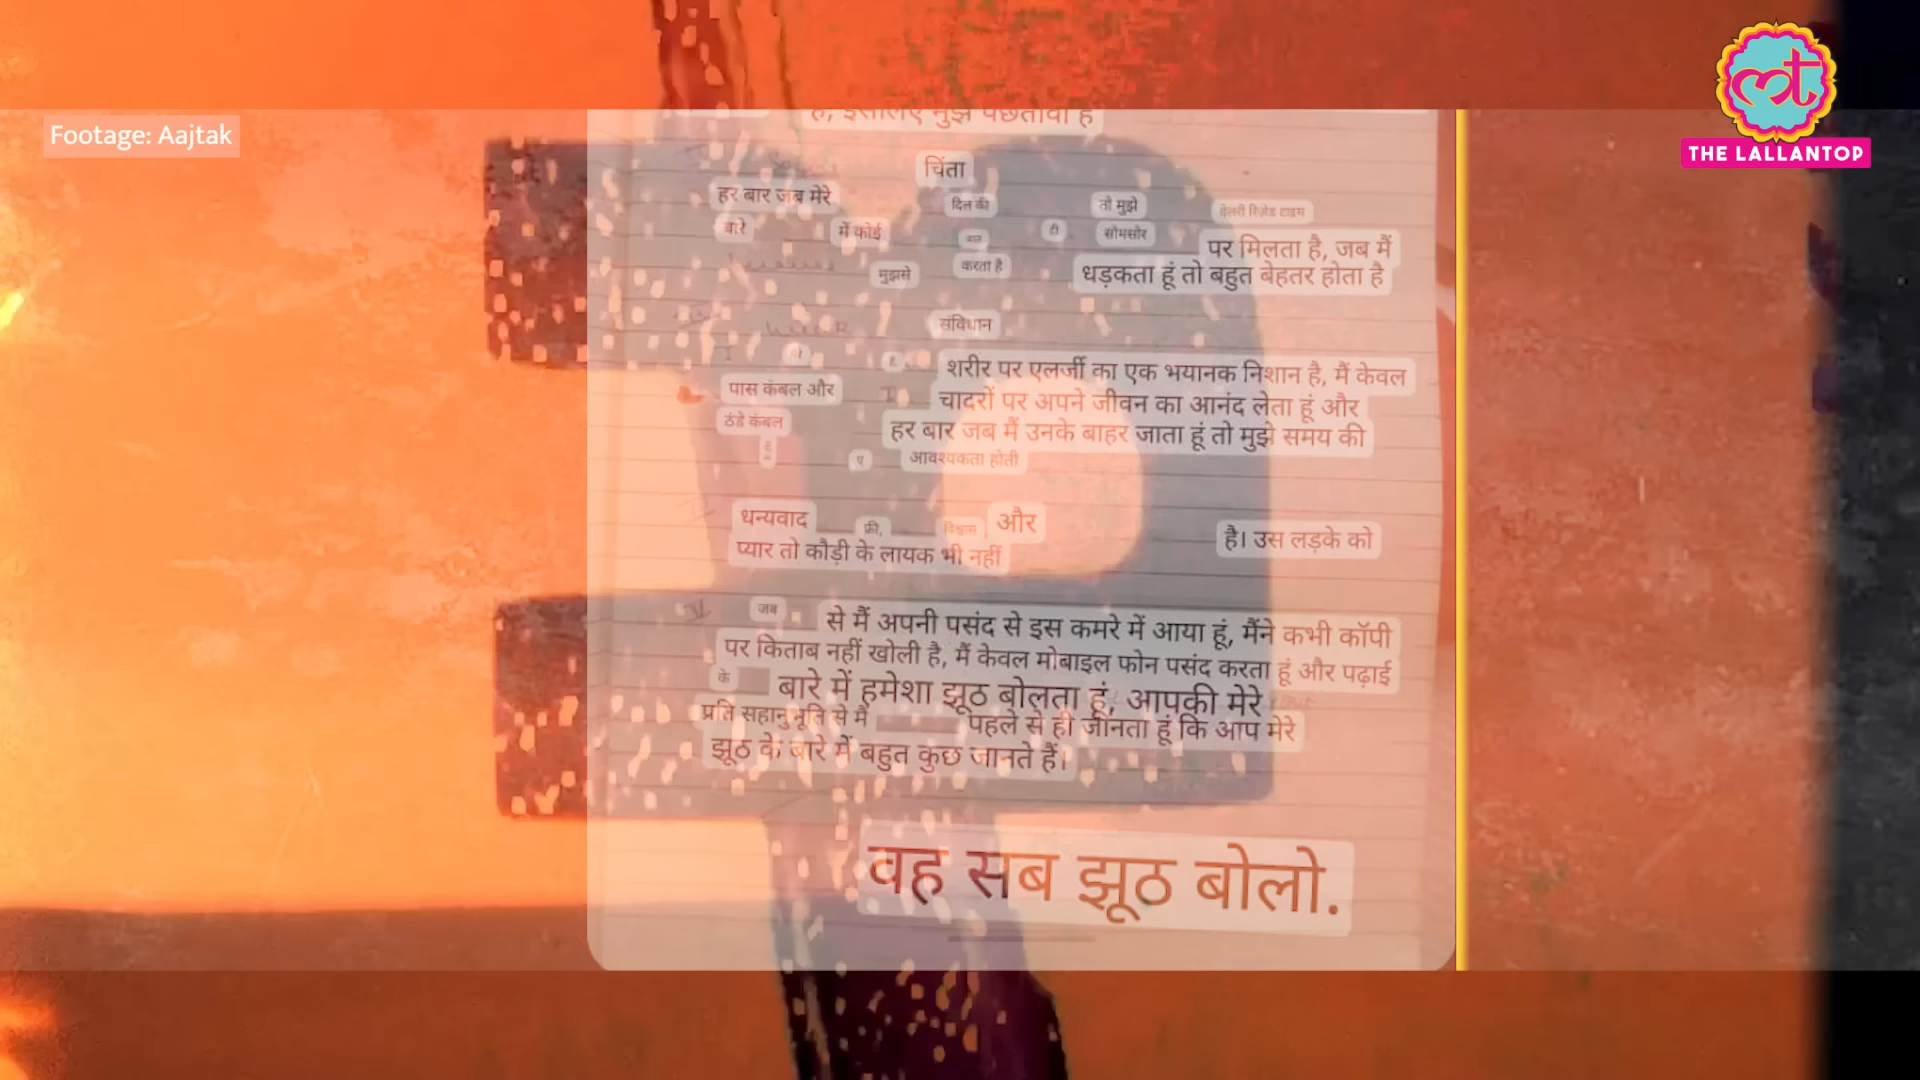 Footage: Aajtak
THE LALLANTOP
है, इसलिए मुझे पछतावा है
चिंता
हर बार जब मेरे
दिल की
तो मुझे
बारे
में कोई
सोमसोर
पर मिलता है, जब मैं
मुझसे
करता है
धड़कता हूं तो बहुत बेहतर होता है
संविधान
शरीर पर एलर्जी का एक भयानक निशान है, मैं केवल
पास कंबल और
चादरों पर अपने जीवन का आनंद लेता हूं और
ठंडे कंबल
हर बार जब मैं उनके बाहर जाता हूं तो मुझे समय की
ए
आवश्यकता होती
धन्यवाद
फ्री,
विश्वास
और
है। उस लड़के को
प्यार तो कौड़ी के लायक भी नहीं
जब
से मैं अपनी पसंद से इस कमरे में आया हूं, मैंने कभी कॉपी
पर किताब नहीं खोली है, मैं केवल मोबाइल फोन पसंद करता हूं और पढ़ाई
के
बारे में हमेशा झूठ बोलता हूं, आपकी मेरे
प्रति सहानुभूति से मैं
पहले से ही जानता हूं कि आप मेरे
झूठ के बारे में बहुत कुछ जानते हैं।
वह सब झूठ बोलो.